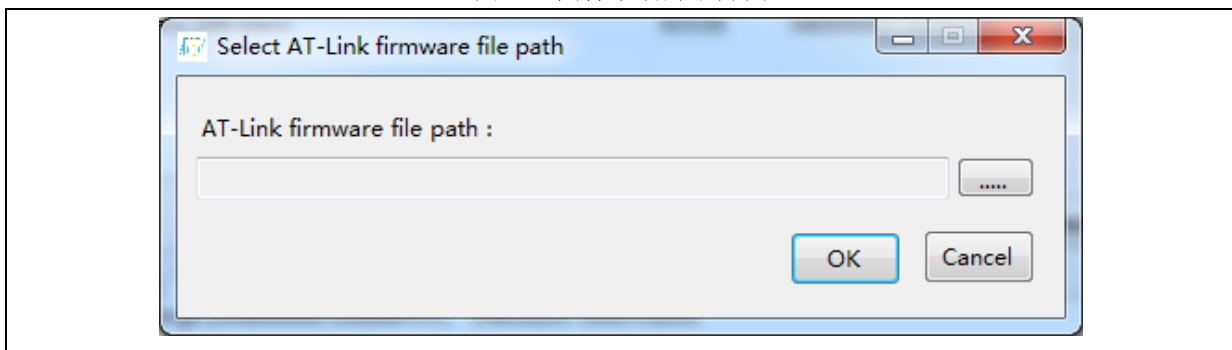 Select AT-Link firmware file path
AT-Link firmware file path :
.....
OK
Cancel